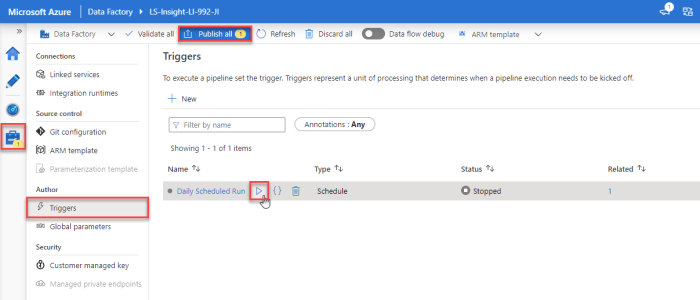 Microsoft Azure | Data Factory › LS-Insight-LI-992-JI
Data Factory Validate all Publish all 1 Refresh Discard all Data flow debug ARM template
Connections
Linked services
Integration runtimes
Source control
Git configuration
ARM template
Parameterization template
Author
Triggers
Global parameters
Security
Customer managed key
Managed private endpoints
1
Triggers
To execute a pipeline set the trigger. Triggers represent a unit of processing that determines when a pipeline execution needs to be kicked off.
+ New
Filter by name Annotations : Any
Showing 1 - 1 of 1 items
Name ↑↓ Type ↑↓ Status ↑↓ Related ↑↓
Daily Scheduled Run {} Schedule Stopped 1